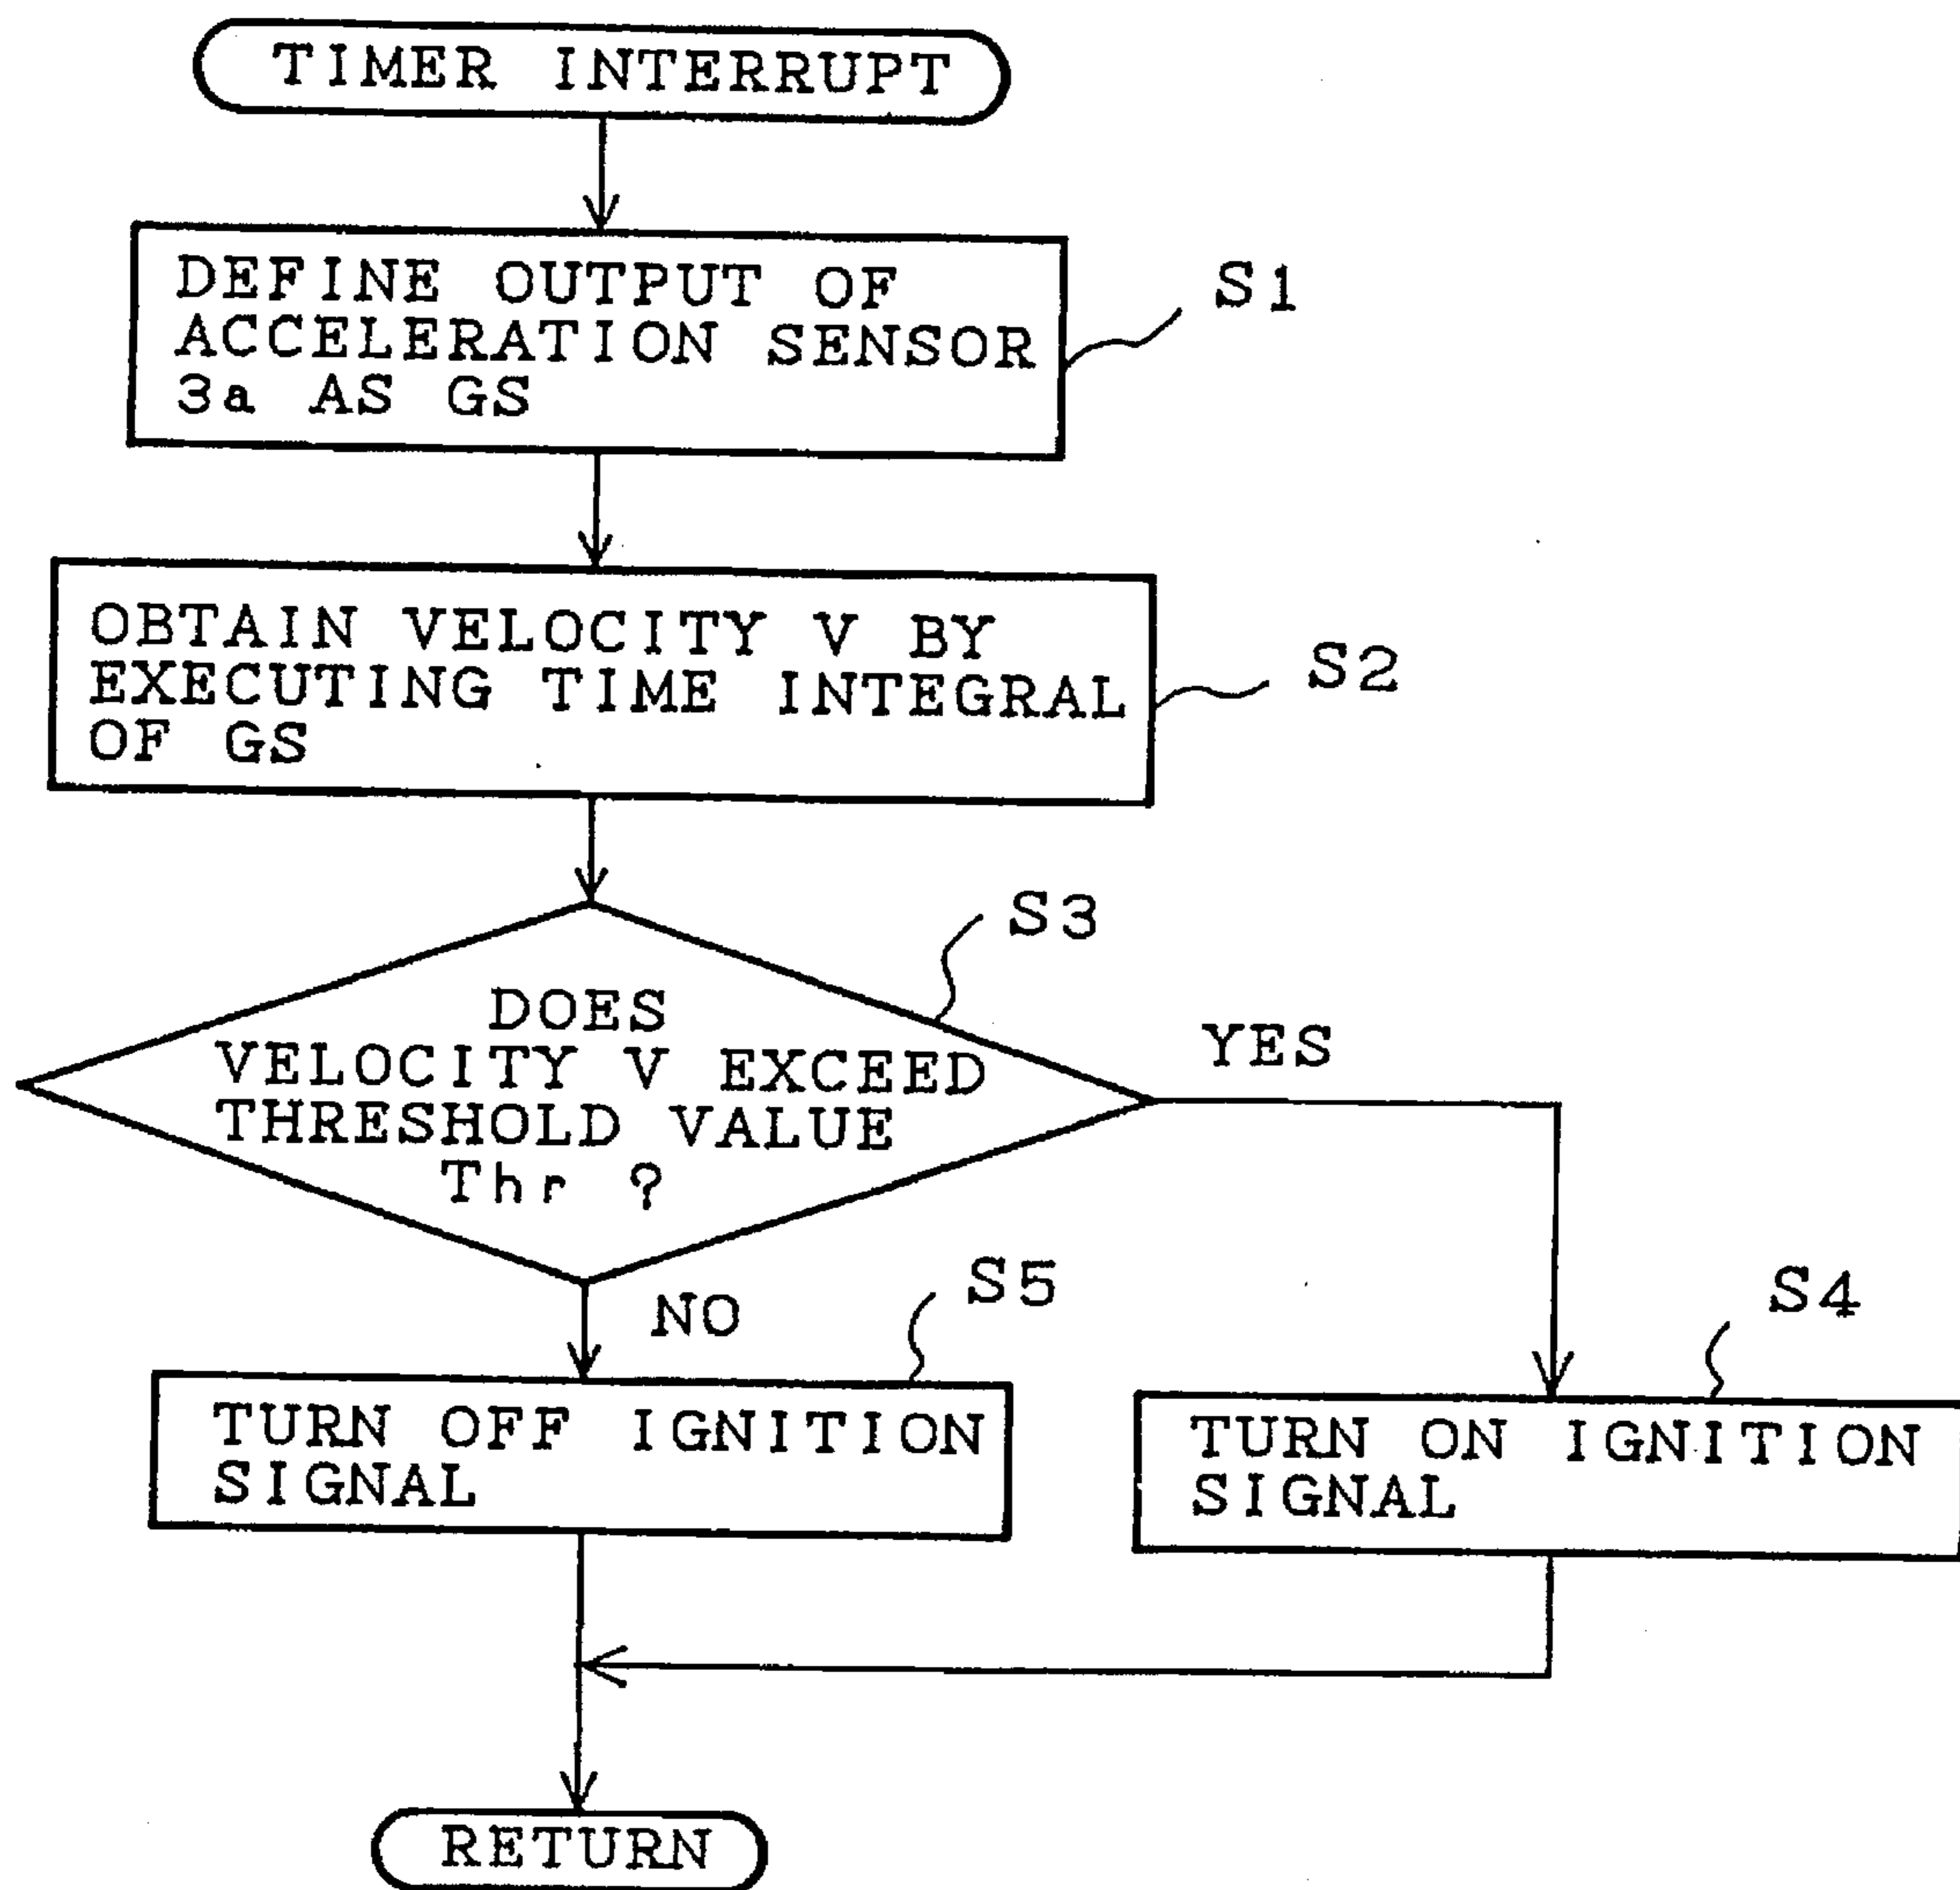 TIMER INTERRUPT
DEFINE OUTPUT OF
ACCELERATION SENSOR
3a AS GS
S1
OBTAIN VELOCITY V BY
EXECUTING TIME INTEGRAL
OF GS
S2
S3
DOES
VELOCITY V EXCEED
THRESHOLD VALUE
Thr ?
YES
NO
S5
S4
TURN OFF IGNITION
SIGNAL
TURN ON IGNITION
SIGNAL
RETURN